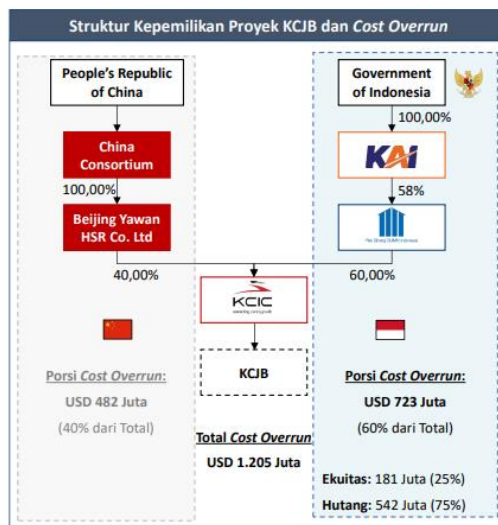 Struktur Kepemilikan Proyek KCJB dan Cost Overrun
People’s Republic
of China
China
Consortium
100,00%
Beijing Yawan
HSR Co. Ltd
40,00%
Porsi Cost Overrun:
USD 482 Juta
(40% dari Total)
KCIC
KCJB
Total Cost Overrun
USD 1.205 Juta
Government
of Indonesia
100,00%
KAI
58%
60,00%
Porsi Cost Overrun:
USD 723 Juta
(60% dari Total)
Ekuitas: 181 Juta (25%)
Hutang: 542 Juta (75%)